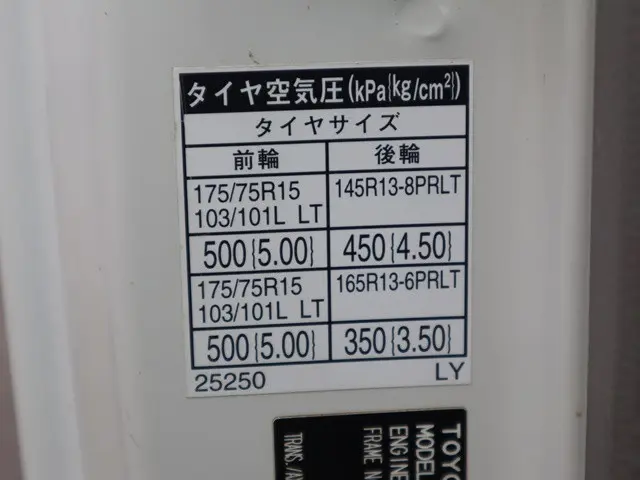 タイヤ空気圧(kPa{kg/cm²})
タイヤサイズ
前輪 後輪
175/75R15 145R13-8PRLT
103/101L LT
500{5.00} 450{4.50}
175/75R15 165R13-6PRLT
103/101L LT
500{5.00} 350{3.50}
25250 LY
TOYO
MODEL
ENGINE
FRAME N
TRANS./A